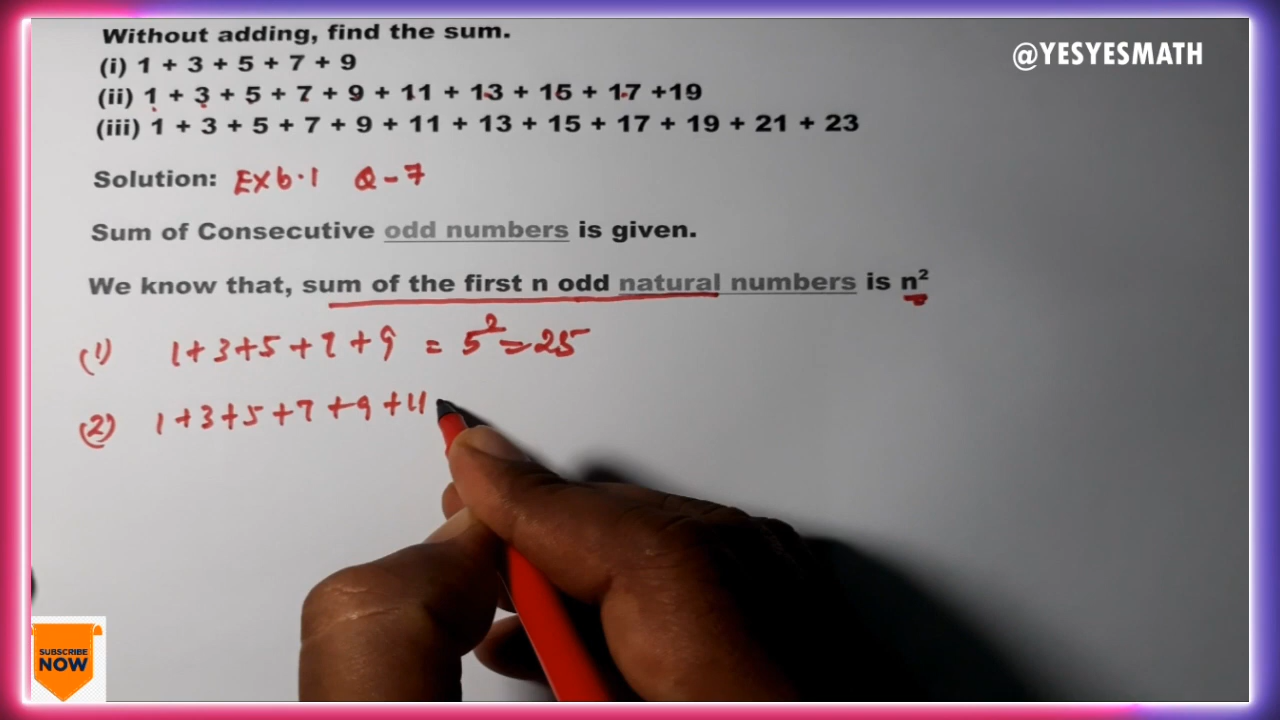 Without adding, find the sum.
@YESYESMATH
(i) 1 + 3 + 5 + 7 + 9
(ii) 1 + 3 + 5 + 7 + 9 + 11 + 13 + 15 + 17 +19
(iii) 1 + 3 + 5 + 7 + 9 + 11 + 13 + 15 + 17 + 19 + 21 + 23
Solution: EX 6.1 Q-7
Sum of Consecutive odd numbers is given.
We know that, sum of the first n odd natural numbers is n²
(1) 1+3+5+7+9 = 5² = 25
(2) 1+3+5+7+9+11
SUBSCRIBE
NOW